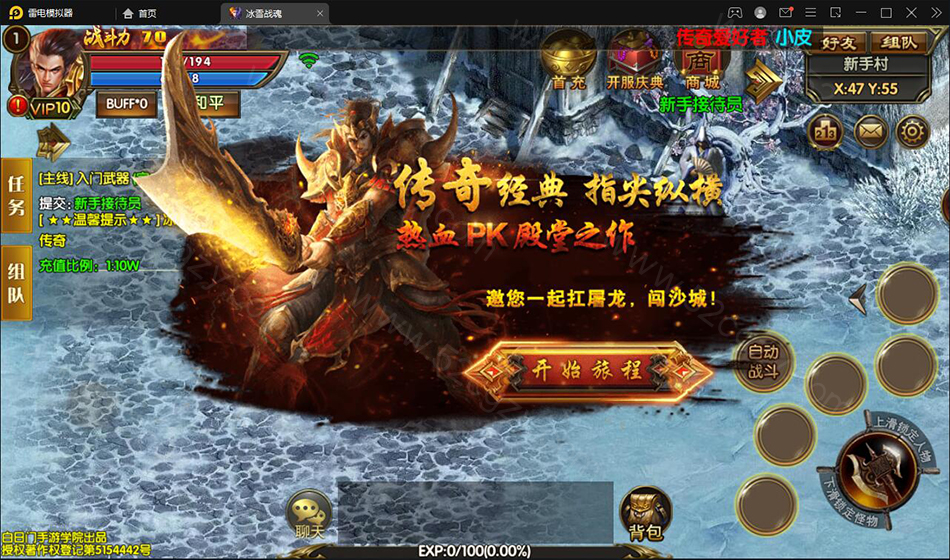 雷电模拟器
首页
冰雪战魂
1
战斗力 70
/194
8
VIP10
BUFF*0
和平
首充
开服庆典
商城
商
传奇爱好者 小皮
好友
组队
新手村
X:47 Y:55
新手接待员
213
任务
[主线] 入门武器
提交: 新手接待员
[ ★★温馨提示★★ ] 冰
传奇
充值比例: 1:10W
组队
传奇经典 指尖纵横
热血PK殿堂之作
邀您一起扛屠龙，闯沙城！
开始旅程
自动
战斗
上滑锁定人物
下滑锁定怪物
聊天
背包
白日门手游学院出品
授权著作权登记第5154442号
EXP:0/100(0.00%)